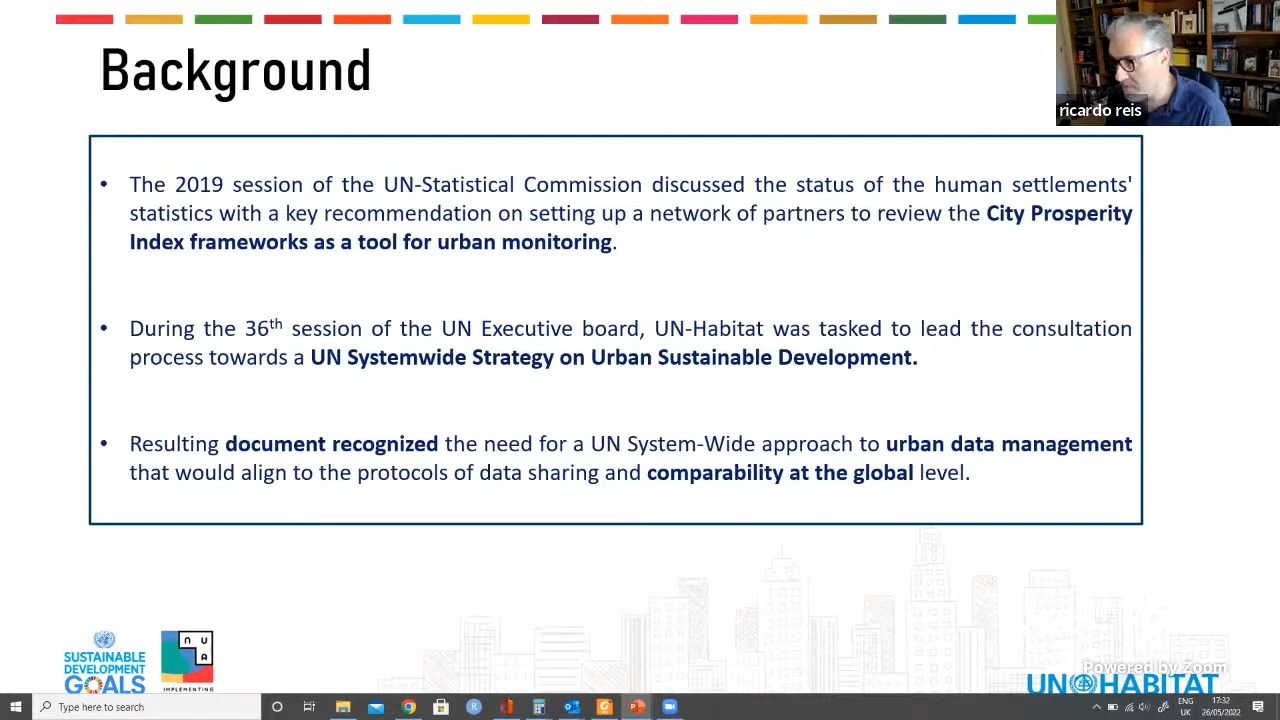 Background
ricardo reis
• The 2019 session of the UN-Statistical Commission discussed the status of the human settlements'
statistics with a key recommendation on setting up a network of partners to review the City Prosperity
Index frameworks as a tool for urban monitoring.
• During the 36th session of the UN Executive board, UN-Habitat was tasked to lead the consultation
process towards a UN Systemwide Strategy on Urban Sustainable Development.
• Resulting document recognized the need for a UN System-Wide approach to urban data management
that would align to the protocols of data sharing and comparability at the global level.
SUSTAINABLE
DEVELOPMENT
GOALS
N U
A
IMPLEMENTING
Powered by Zoom
UN HABITAT
Type here to search
ENG
UK
17:32
26/05/2022